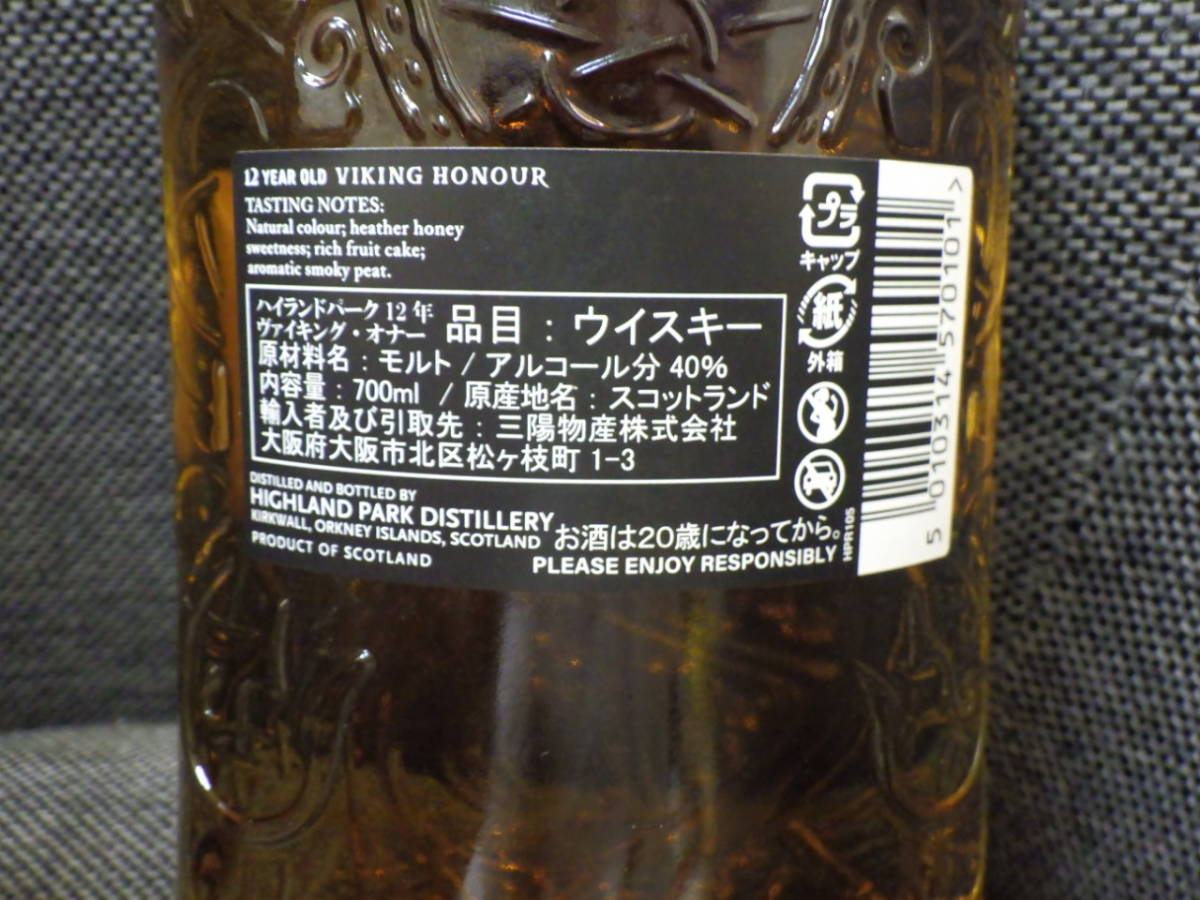 12 YEAR OLD VIKING HONOUR
TASTING NOTES:
Natural colour; heather honey
sweetness; rich fruit cake;
aromatic smoky peat.
ハイランドパーク 12 年
ヴァイキング・オナー
品目 : ウイスキー
原材料名 : モルト / アルコール分 40%
内容量 : 700ml / 原産地名 : スコットランド
輸入者及び引取先 : 三陽物産株式会社
大阪府大阪市北区松ヶ枝町 1-3
DISTILLED AND BOTTLED BY
HIGHLAND PARK DISTILLERY
KIRKWALL, ORKNEY ISLANDS, SCOTLAND
PRODUCT OF SCOTLAND
お酒は20歳になってから。
PLEASE ENJOY RESPONSIBLY
プラ
キャップ
紙
外箱
HPR105
5 010314 570101 >